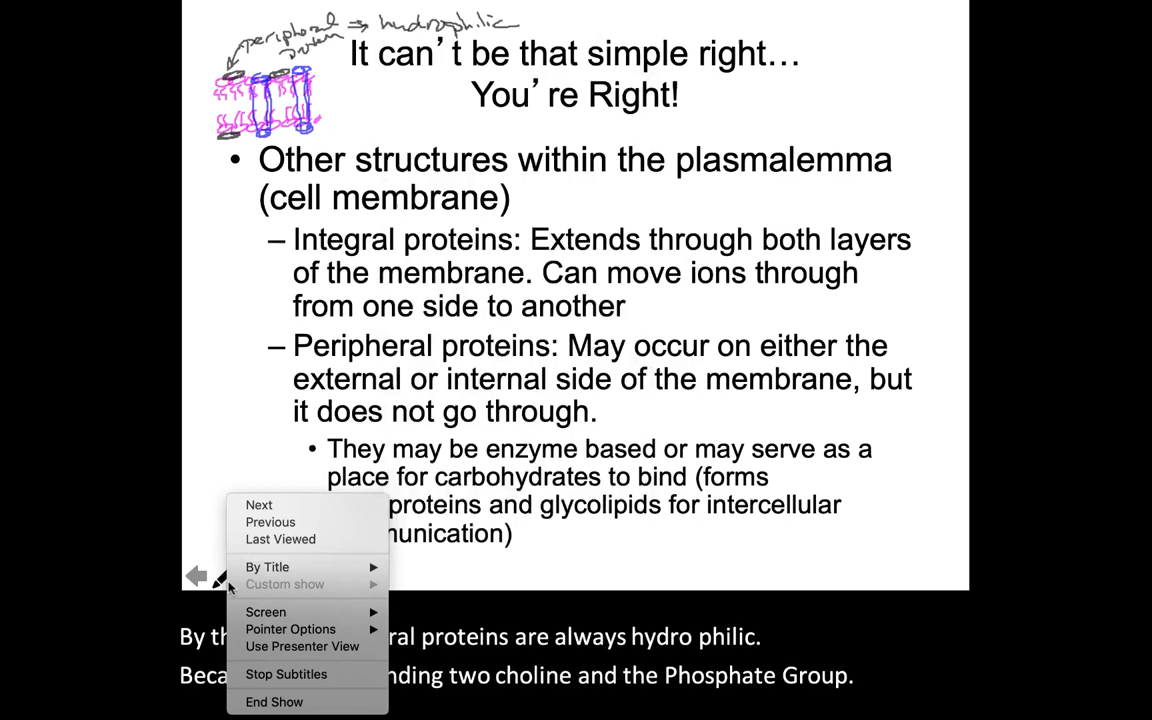 peripheral ⇒ hydrophilic
protein
It can't be that simple right…
You're Right!
• Other structures within the plasmalemma
(cell membrane)
– Integral proteins: Extends through both layers
of the membrane. Can move ions through
from one side to another
– Peripheral proteins: May occur on either the
external or internal side of the membrane, but
it does not go through.
• They may be enzyme based or may serve as a
place for carbohydrates to bind (forms
proteins and glycolipids for intercellular
munication)
Next
Previous
Last Viewed
By Title
Custom show
Screen
Pointer Options
Use Presenter View
Stop Subtitles
End Show
By th ral proteins are always hydro philic.
Beca nding two choline and the Phosphate Group.